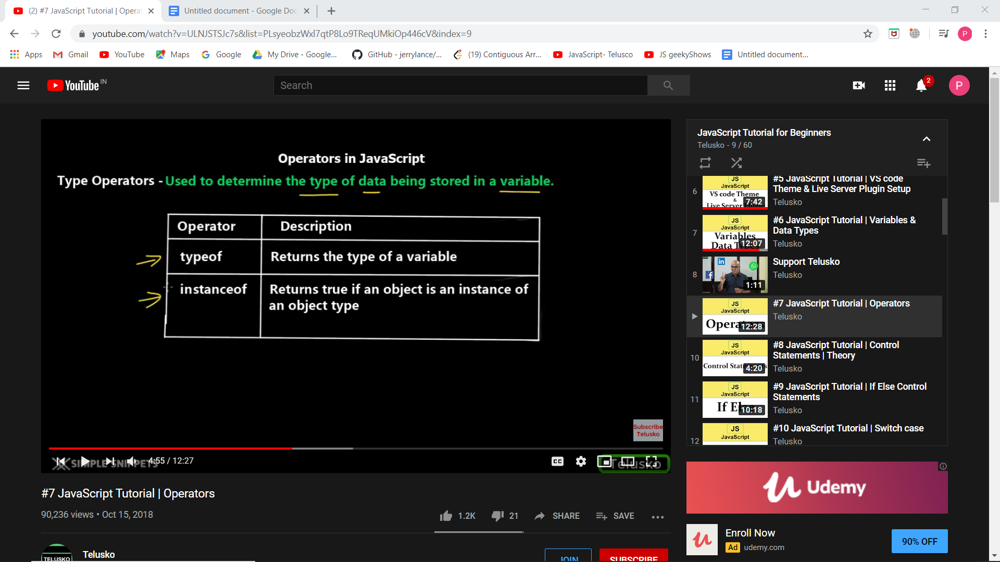 (2) #7 JavaScript Tutorial | Opera
Untitled document - Google Doc
youtube.com/watch?v=ULNJSTSJc7s&list=PLsyeobzWxl7qtP8Lo9TReqUMkiOp446cV&index=9
P
Apps
Gmail
YouTube
Maps
Google
My Drive - Google...
GitHub - jerrylance/...
(19) Contiguous Arr...
JavaScript- Telusco
JS geekyShows
Untitled document...
YouTube IN
Search
2
P
Operators in JavaScript
Type Operators - Used to determine the type of data being stored in a variable.
Operator Description
typeof Returns the type of a variable
instanceof Returns true if an object is an instance of
an object type
Subscribe
Telusko
4:55 / 12:27
SIMPLE SNIPPETS
CC
Telusko
#7 JavaScript Tutorial | Operators
90,236 views • Oct 15, 2018
1.2K
21
SHARE
SAVE
TELUSKO
Telusko
JOIN
SUBSCRIBE
JavaScript Tutorial for Beginners
Telusko - 9 / 60
6
JS
JavaScript
VS code Theme
&
Live Server Plugin
7:42
#5 JavaScript Tutorial | VS code
Theme & Live Server Plugin Setup
Telusko
7
JS
JavaScript
Variables
Data Types
12:07
#6 JavaScript Tutorial | Variables &
Data Types
Telusko
8
in
f
1:11
Support Telusko
Telusko
JS
JavaScript
Operat
12:28
#7 JavaScript Tutorial | Operators
Telusko
10
JS
JavaScript
Control Statements
4:20
#8 JavaScript Tutorial | Control
Statements | Theory
Telusko
11
JS
JavaScript
If Else
10:18
#9 JavaScript Tutorial | If Else Control
Statements
Telusko
12
JS
JavaScript
#10 JavaScript Tutorial | Switch case
Telusko
Udemy
Enroll Now
Ad udemy.com
90% OFF